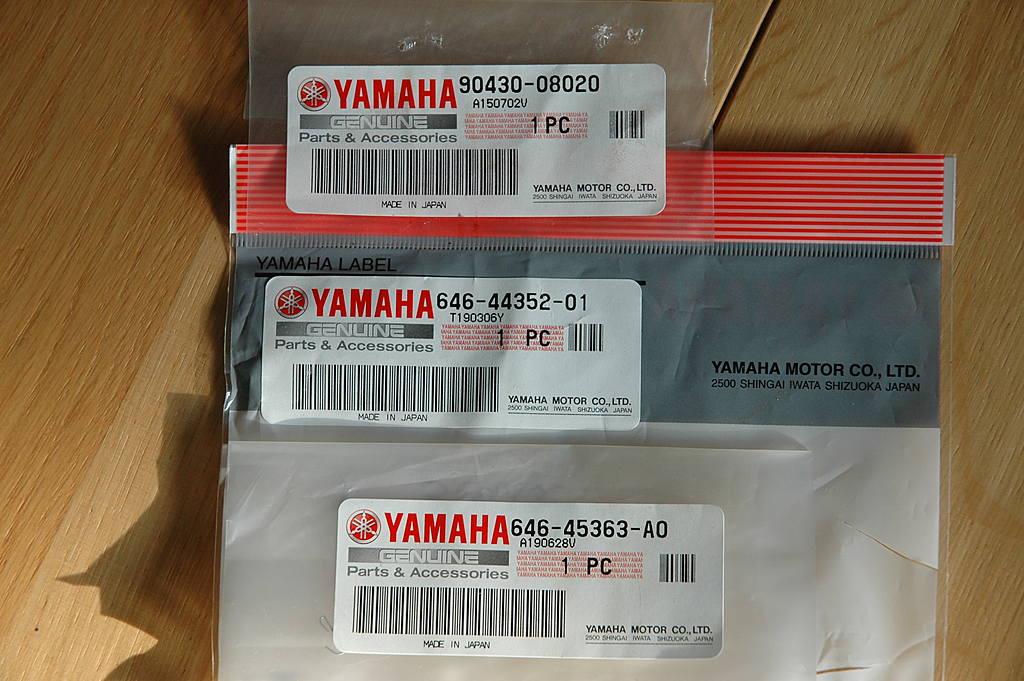 YAMAHA 90430-08020
A150702V
GENUINE
1 PC
Parts & Accessories
YAMAHA MOTOR CO.,LTD.
2500 SHINGAI IWATA SHIZUOKA JAPAN
MADE IN JAPAN
YAMAHA LABEL
YAMAHA 646-44352-01
T190306Y
GENUINE
1 PC
Parts & Accessories
YAMAHA MOTOR CO.,LTD.
2500 SHINGAI IWATA SHIZUOKA JAPAN
MADE IN JAPAN
YAMAHA MOTOR CO., LTD.
2500 SHINGAI IWATA SHIZUOKA JAPAN
YAMAHA 646-45363-A0
A190628V
GENUINE
1 PC
Parts & Accessories
YAMAHA MOTOR CO.,LTD.
2500 SHINGAI IWATA SHIZUOKA JAPAN
MADE IN JAPAN